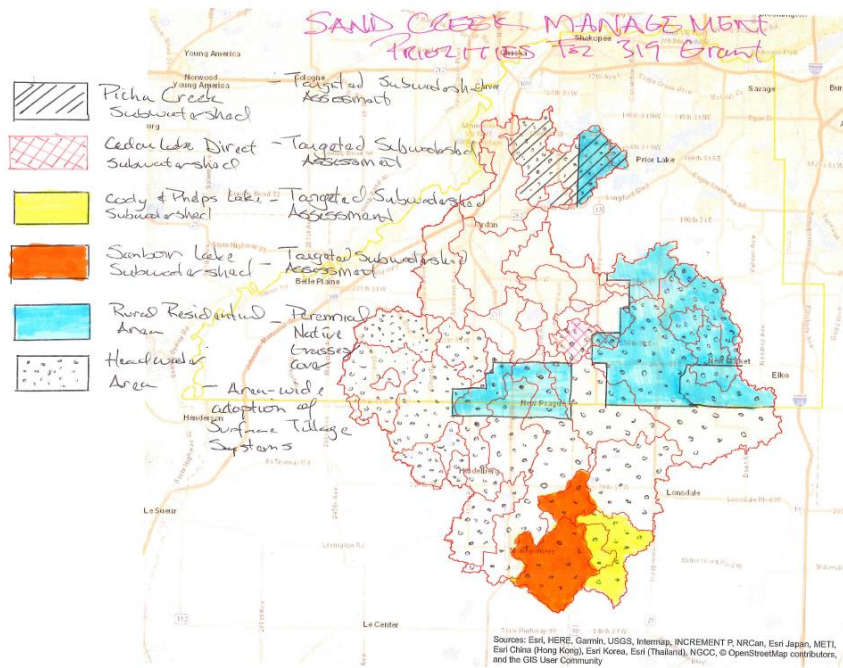 SAND CREEK MANAGEMENT
PRIORITIES FOR 319 Grant
Picha Creek Subwatershed - Targeted Subwatershed Assessment
Cedar Lake Direct Subwatershed - Targeted Subwatershed Assessment
Cody & Phelps Lake Subwatershed - Targeted Subwatershed Assessment
Sanborn Lake Subwatershed - Targeted Subwatershed Assessment
Rural Residential Area - Perennial Native Grasses Cover
Headwater Area - Area-wide adoption of Surface Tillage Systems
Young America
Norwood
Young America
Cologne
Carver
Chaska
Shakopee
Savage
Prior Lake
Jordan
Belle Plaine
Henderson
New Prague
Elko
Heidelberg
Lonsdale
Le Sueur
Montgomery
Le Center
Sources: Esri, HERE, Garmin, USGS, Intermap, INCREMENT P, NRCan, Esri Japan, METI,
Esri China (Hong Kong), Esri Korea, Esri (Thailand), NGCC, © OpenStreetMap contributors,
and the GIS User Community